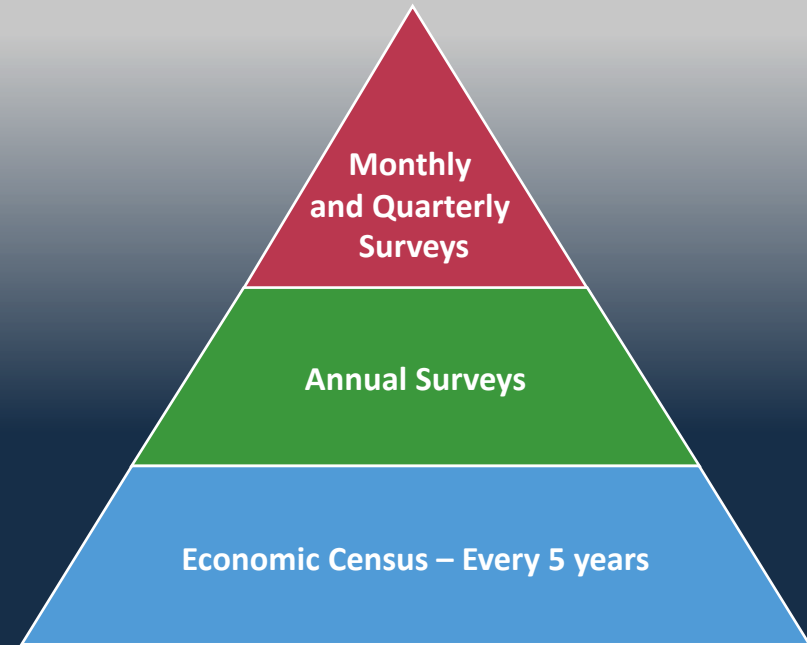 Monthly
and Quarterly
Surveys
Annual Surveys
Economic Census – Every 5 years